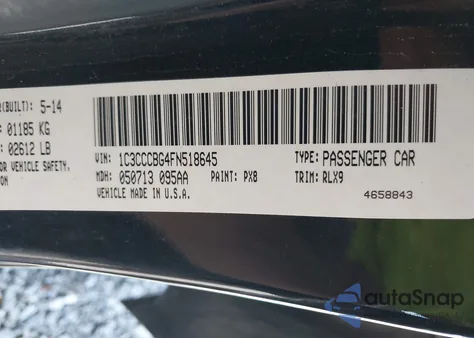 R(BUILT): 5-14
01185 KG
02612 LB
OR VEHICLE SAFETY,
VIN: 1C3CCCBG4FN518645
TYPE: PASSENGER CAR
MDH: 050713 095AA
PAINT: PX8
TRIM: RLX9
VEHICLE MADE IN U.S.A.
4658843
autoSnap